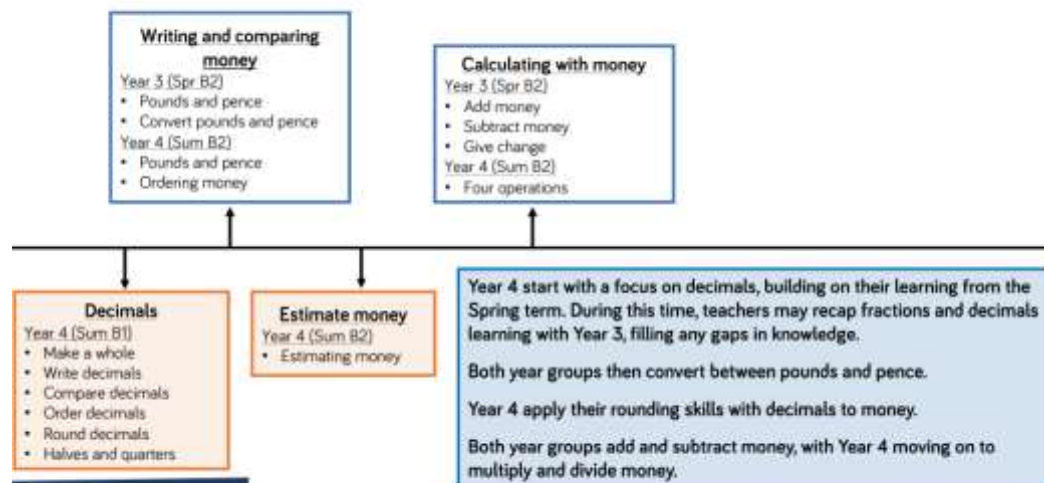 Writing and comparing
money
Year 3 (Spr B2)
• Pounds and pence
• Convert pounds and pence
Year 4 (Sum B2)
• Pounds and pence
• Ordering money
Calculating with money
Year 3 (Spr B2)
• Add money
• Subtract money
• Give change
Year 4 (Sum B2)
• Four operations
Decimals
Year 4 (Sum B1)
• Make a whole
• Write decimals
• Compare decimals
• Order decimals
• Round decimals
• Halves and quarters
Estimate money
Year 4 (Sum B2)
• Estimating money
Year 4 start with a focus on decimals, building on their learning from the
Spring term. During this time, teachers may recap fractions and decimals
learning with Year 3, filling any gaps in knowledge.
Both year groups then convert between pounds and pence.
Year 4 apply their rounding skills with decimals to money.
Both year groups add and subtract money, with Year 4 moving on to
multiply and divide money.